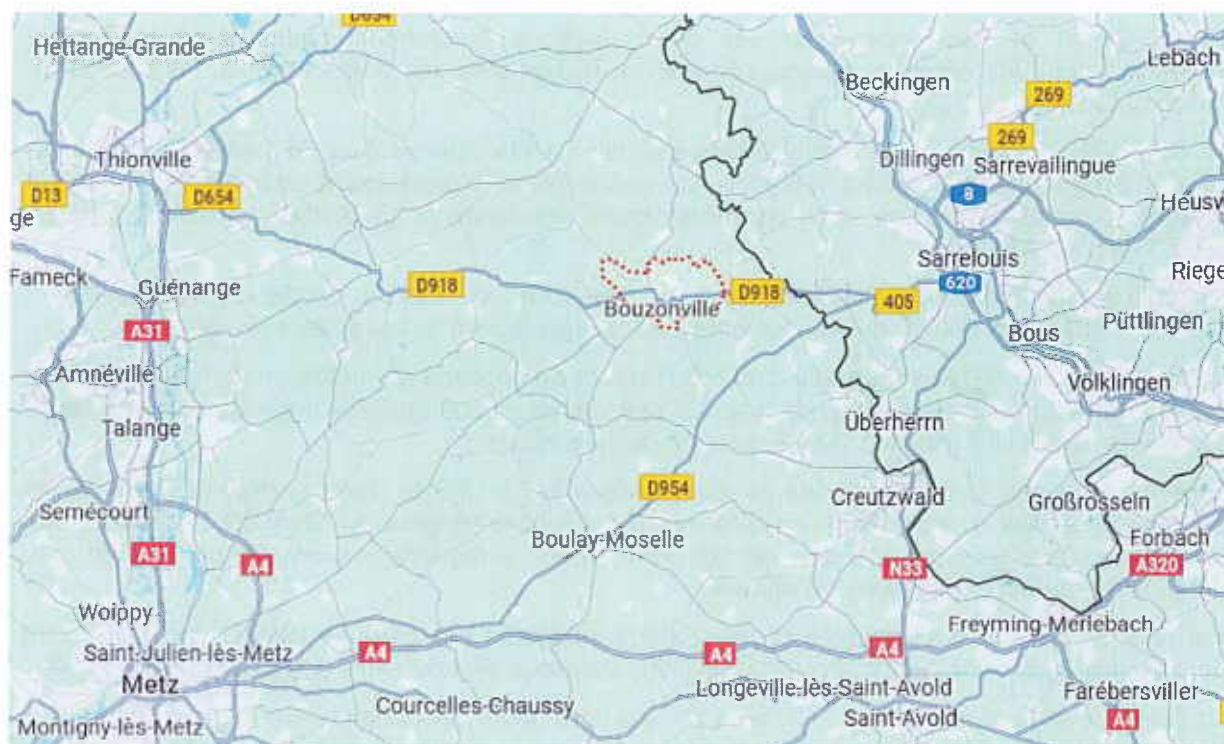 D654
Hettange-Grande
Lebach
Beckingen
269
269
Thionville
Dillingen
Sarrevailingue
D13
D654
8
Heusw
ge
Sarrelouis
Riege
Fameck
Guénange
D918
Bouzonville
D918
405
620
A31
Bous
Püttlingen
Amnéville
Volklingen
Talange
Überherrn
D954
Creutzwald
Großrosseln
Semécourt
A31
Boulay-Moselle
Forbach
A4
N33
A320
Woippy
Freyming-Merlebach
Saint-Julien-lès-Metz
A4
A4
A4
Metz
Longeville-lès-Saint-Avold
Farébersviller
Courcelles-Chaussy
Saint-Avold
A4
Montigny-lès-Metz